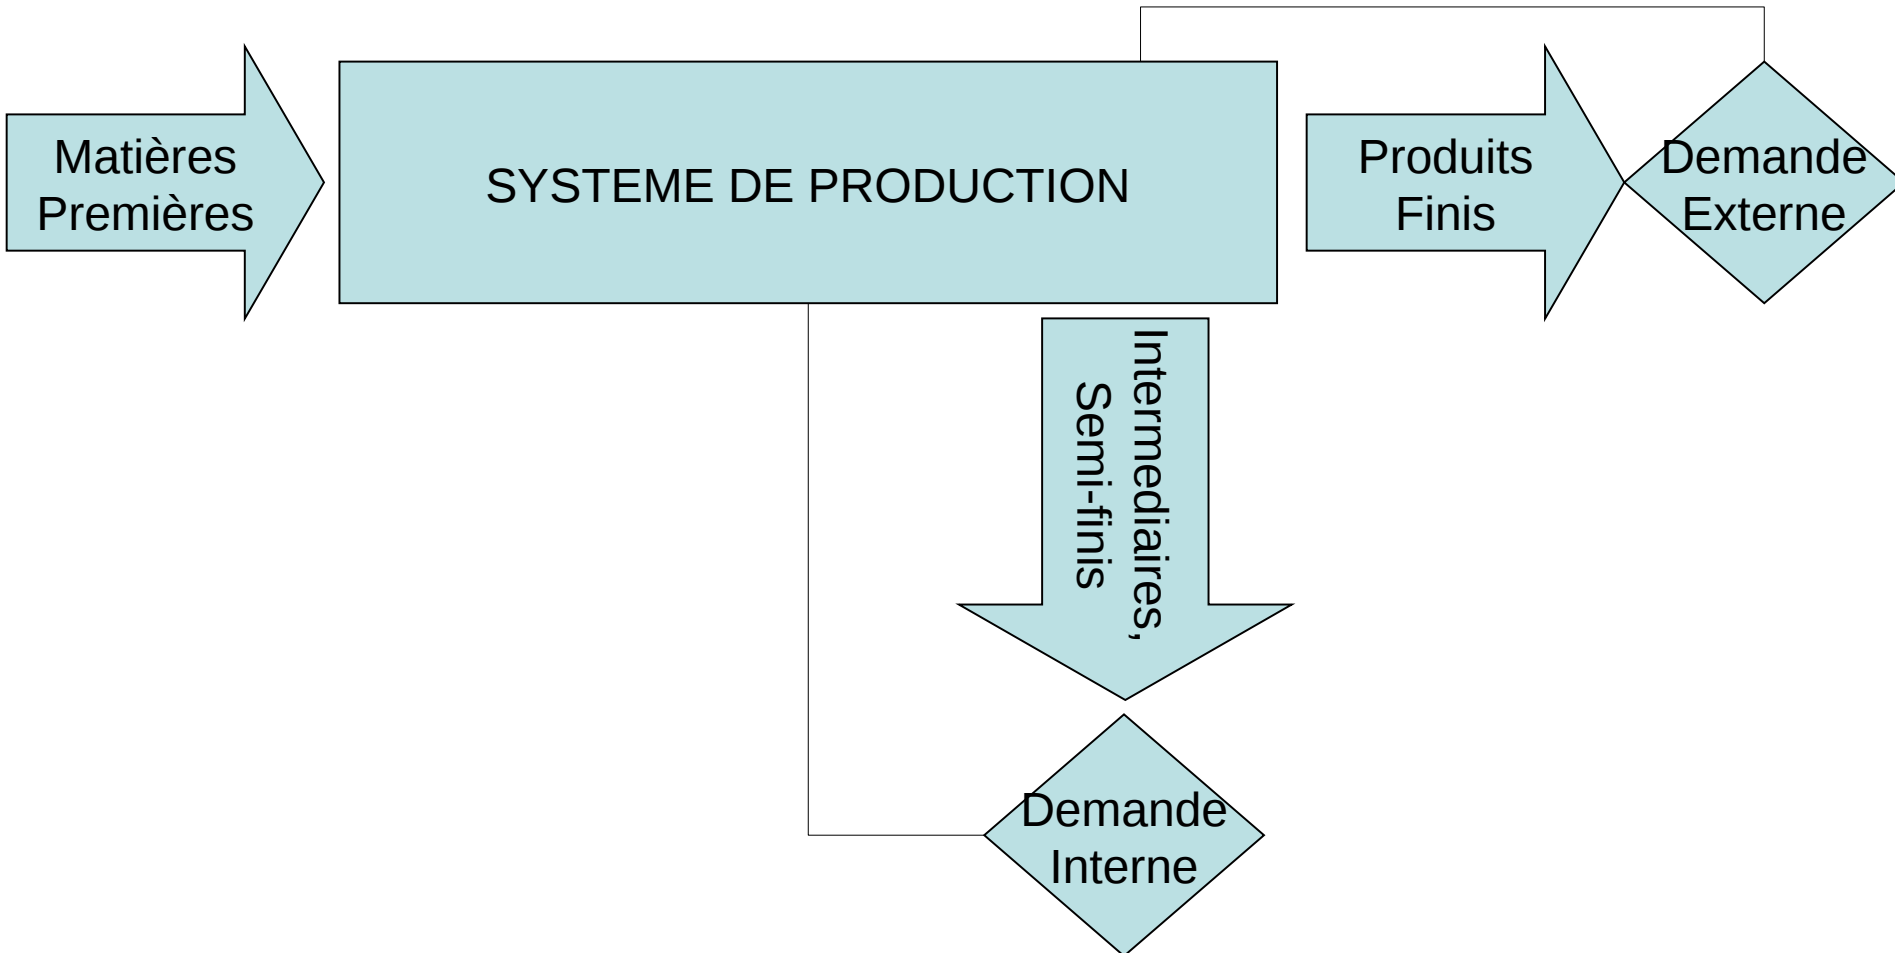 Matières
Premières
SYSTEME DE PRODUCTION
Produits
Finis
Demande
Externe
Intermediaires,
Semi-finis
Demande
Interne